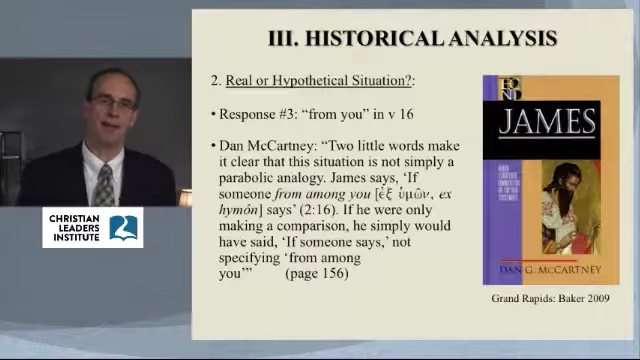 III. HISTORICAL ANALYSIS
2. Real or Hypothetical Situation?:
• Response #3: “from you” in v 16
• Dan McCartney: “Two little words make
it clear that this situation is not simply a
parabolic analogy. James says, ‘If
someone from among you [ἐξ ὑμῶν, ex
hymōn] says’ (2:16). If he were only
making a comparison, he simply would
have said, ‘If someone says,’ not
specifying ‘from among
you’” (page 156)
JAMES
DAN G. McCARTNEY
Grand Rapids: Baker 2009
CHRISTIAN
LEADERS
INSTITUTE